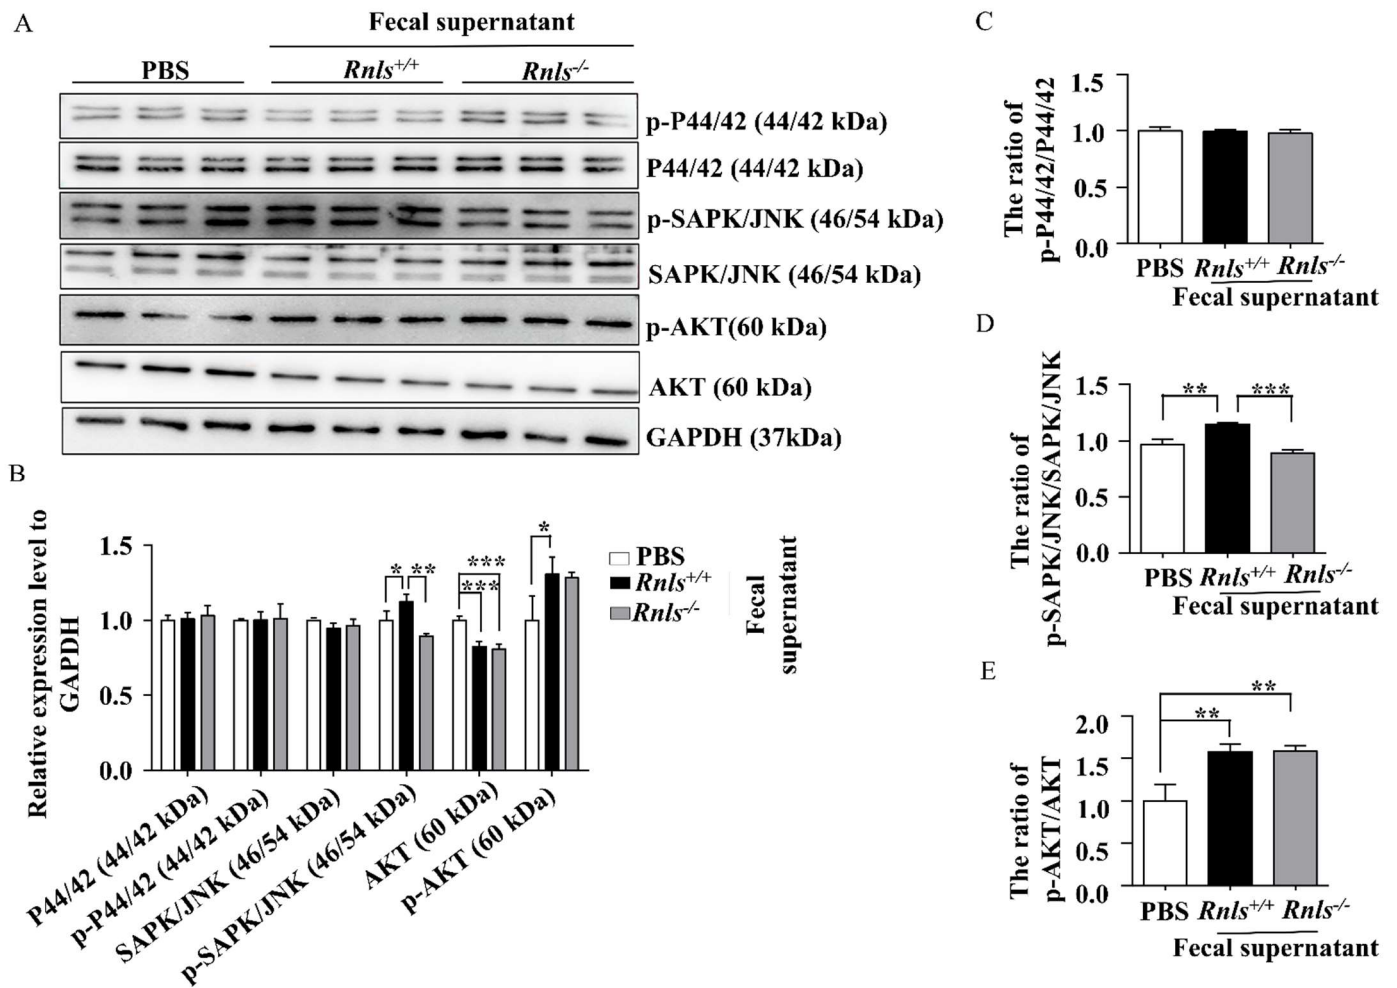 A
Fecal supernatant
PBS
Rnls+/+
Rnls-/-
p-P44/42 (44/42 kDa)
P44/42 (44/42 kDa)
p-SAPK/JNK (46/54 kDa)
SAPK/JNK (46/54 kDa)
p-AKT(60 kDa)
AKT (60 kDa)
GAPDH (37kDa)
B
Relative expression level to
GAPDH
1.5
1.0
0.5
0.0
* ** *** *** *
PBS
Rnls+/+
Rnls-/-
Fecal
supernatant
P44/42 (44/42 kDa)
p-P44/42 (44/42 kDa)
SAPK/JNK (46/54 kDa)
p-SAPK/JNK (46/54 kDa)
AKT (60 kDa)
p-AKT (60 kDa)
C
The ratio of
p-P44/42/P44/42
1.5
1.0
0.5
0.0
PBS Rnls+/+ Rnls-/-
Fecal supernatant
D
The ratio of
p-SAPK/JNK/SAPK/JNK
1.5
1.0
0.5
0.0
** ***
PBS Rnls+/+ Rnls-/-
Fecal supernatant
E
The ratio of
p-AKT/AKT
2.0
1.5
1.0
0.5
0.0
**
**
PBS Rnls+/+ Rnls-/-
Fecal supernatant